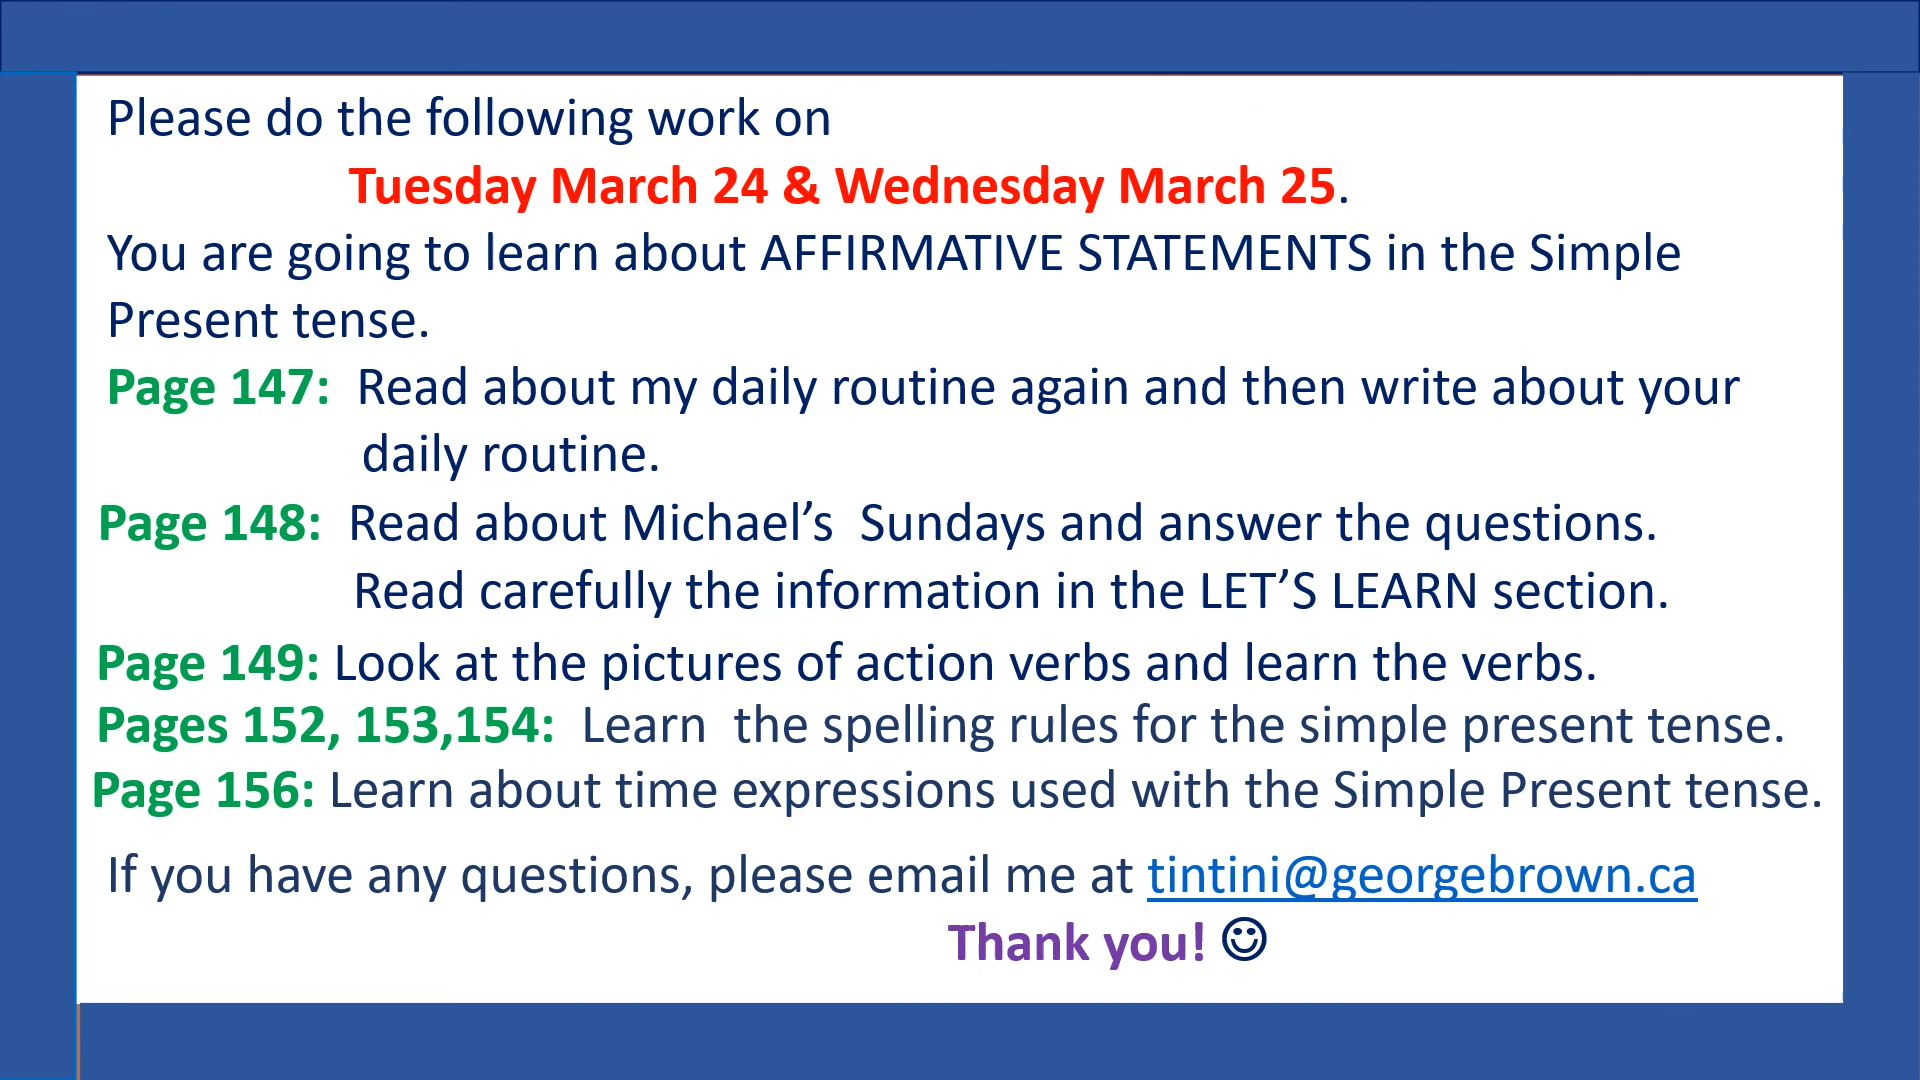 Please do the following work on
Tuesday March 24 & Wednesday March 25.
You are going to learn about AFFIRMATIVE STATEMENTS in the Simple
Present tense.
Page 147:  Read about my daily routine again and then write about your
daily routine.
Page 148:  Read about Michael’s  Sundays and answer the questions.
Read carefully the information in the LET’S LEARN section.
Page 149: Look at the pictures of action verbs and learn the verbs.
Pages 152, 153,154:  Learn  the spelling rules for the simple present tense.
Page 156: Learn about time expressions used with the Simple Present tense.
If you have any questions, please email me at tintini@georgebrown.ca
Thank you! ☺